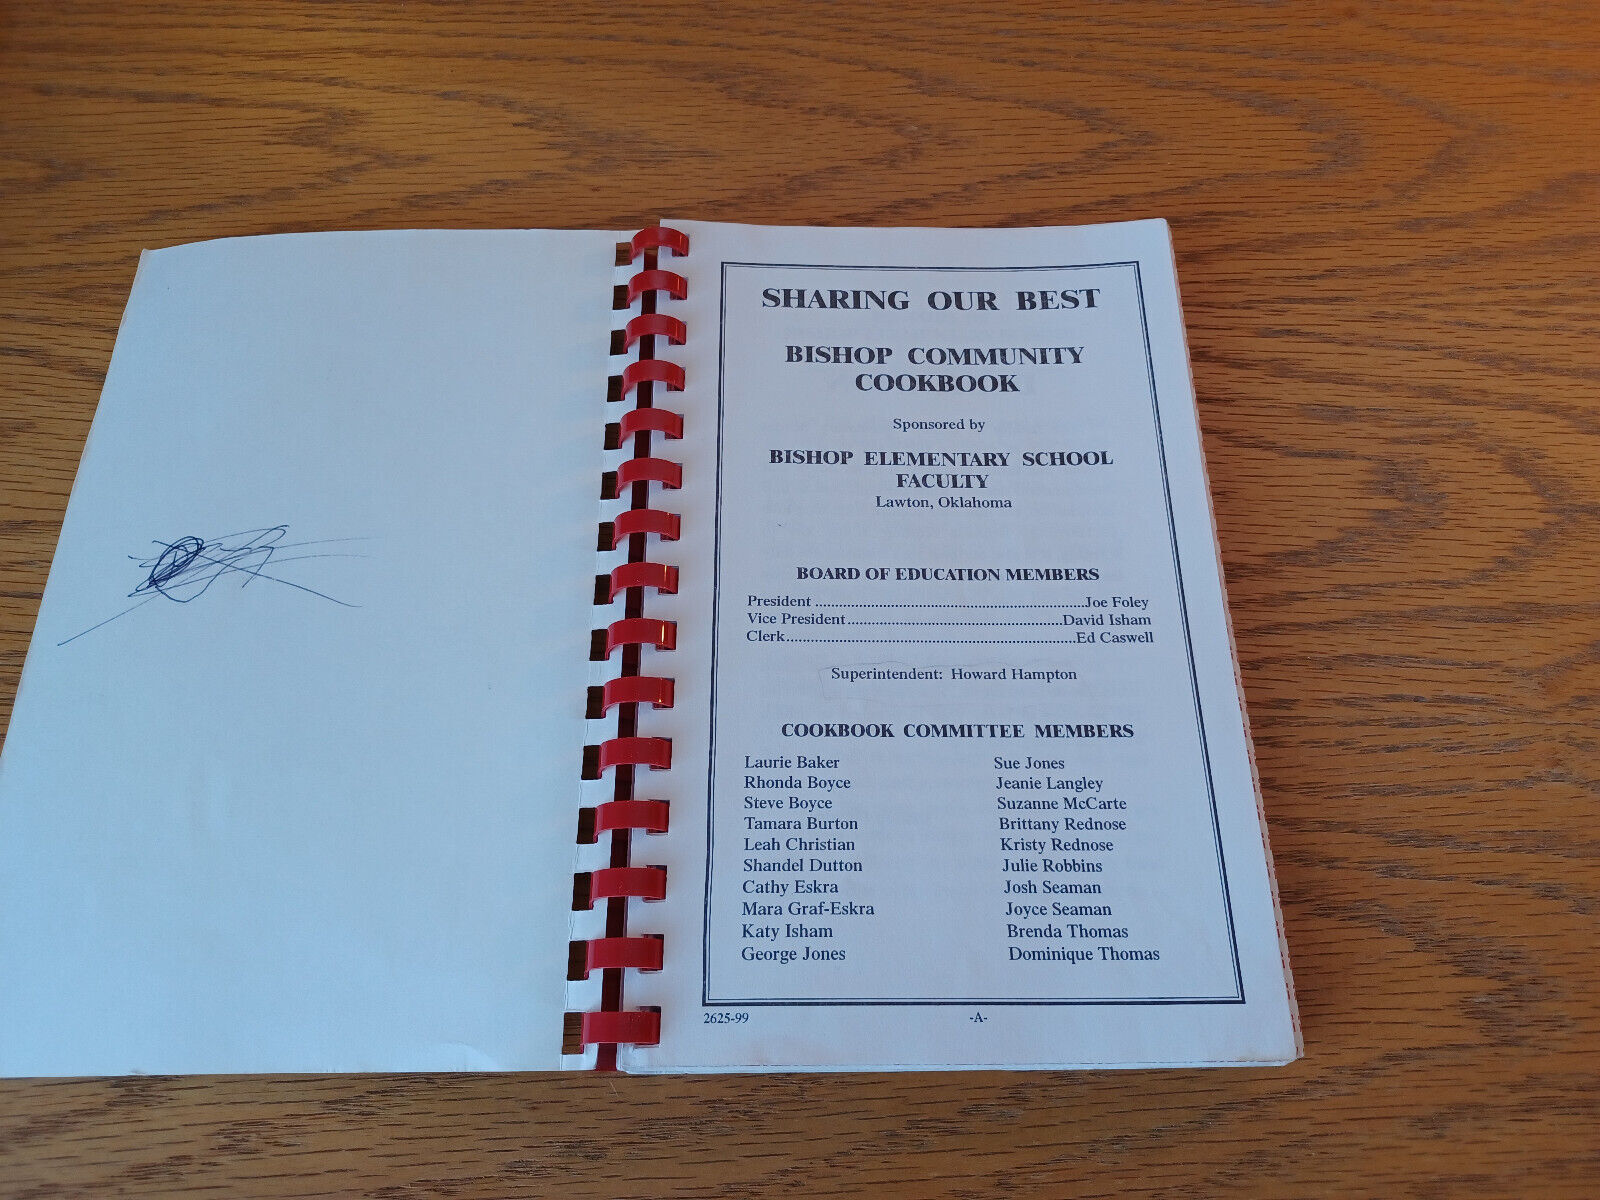 SHARING OUR BEST
BISHOP COMMUNITY
COOKBOOK
Sponsored by
BISHOP ELEMENTARY SCHOOL
FACULTY
Lawton, Oklahoma
BOARD OF EDUCATION MEMBERS
President ........................................................................Joe Foley
Vice President.........................................................David Isham
Clerk.............................................................................Ed Caswell
Superintendent: Howard Hampton
COOKBOOK COMMITTEE MEMBERS
Laurie Baker Sue Jones
Rhonda Boyce Jeanie Langley
Steve Boyce Suzanne McCarte
Tamara Burton Brittany Rednose
Leah Christian Kristy Rednose
Shandel Dutton Julie Robbins
Cathy Eskra Josh Seaman
Mara Graf-Eskra Joyce Seaman
Katy Isham Brenda Thomas
George Jones Dominique Thomas
2625-99 -A-